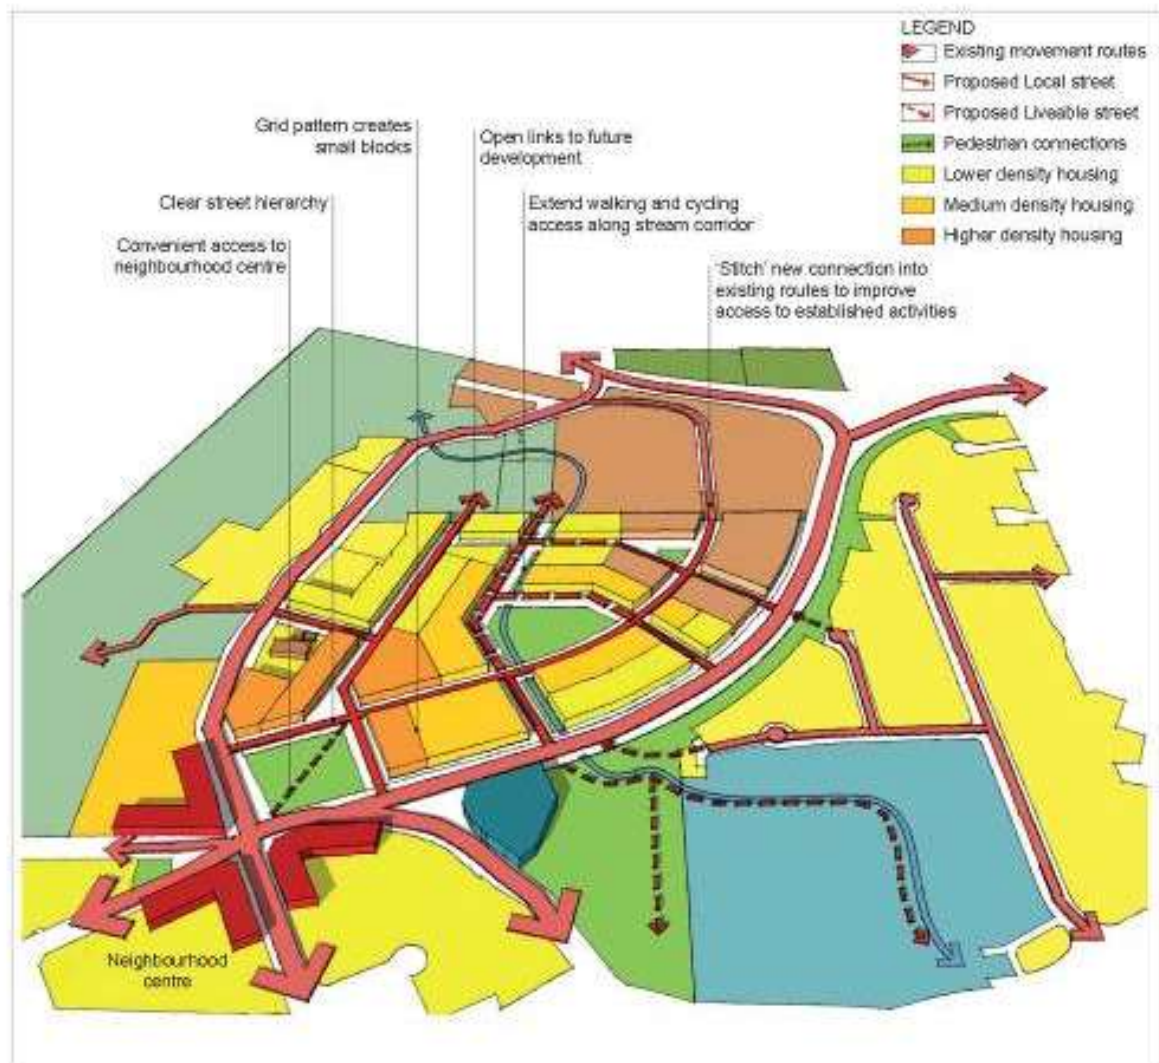 LEGEND
Existing movement routes
Proposed Local street
Proposed Liveable street
Pedestrian connections
Lower density housing
Medium density housing
Higher density housing
Grid pattern creates
small blocks
Open links to future
development
Clear street hierarchy
Extend walking and cycling
access along stream corridor
Convenient access to
neighbourhood centre
'Stitch' new connection into
existing routes to improve
access to established activities
Neighbourhood
centre